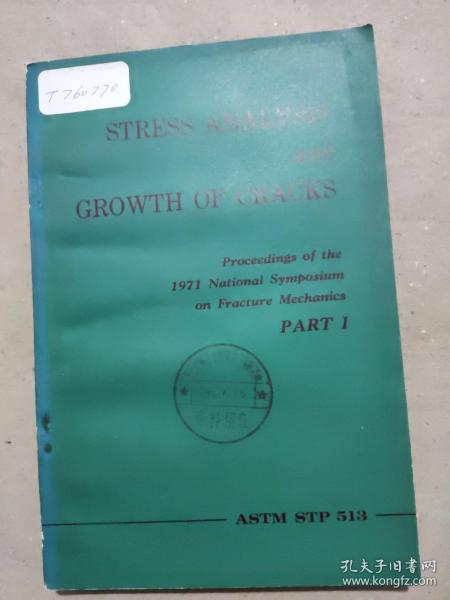 T760770
STRESS ANALYSIS
and
GROWTH OF CRACKS
Proceedings of the
1971 National Symposium
on Fracture Mechanics
PART I
ASTM STP 513
孔夫子旧书网
www.kongfz.com